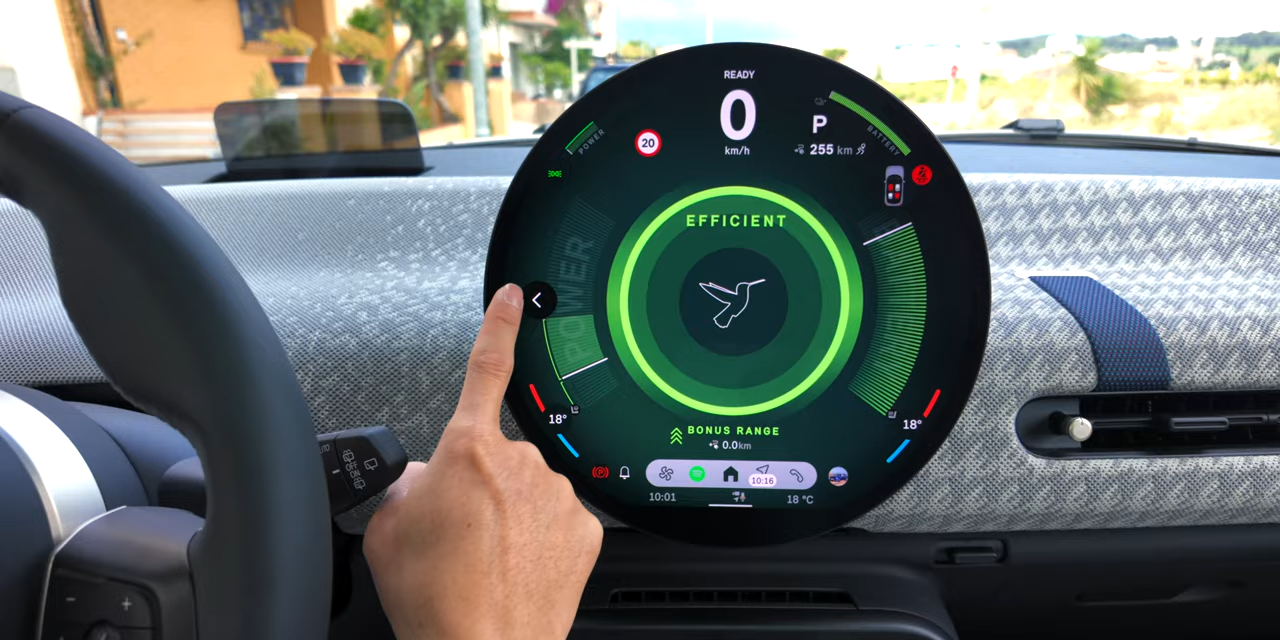 READY
0
km/h
20
P
255 km
POWER
BATTERY
EFFICIENT
POWER
18°
18°
BONUS RANGE
0.0km
10:16
10:01
18 °C
- +